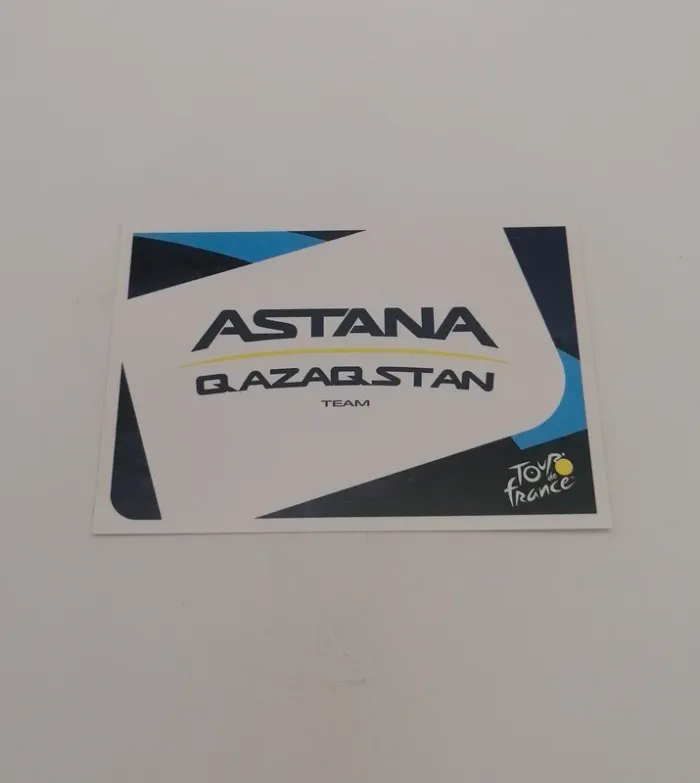 ASTANA
QAZAQSTAN
TEAM
TOUR
de
france